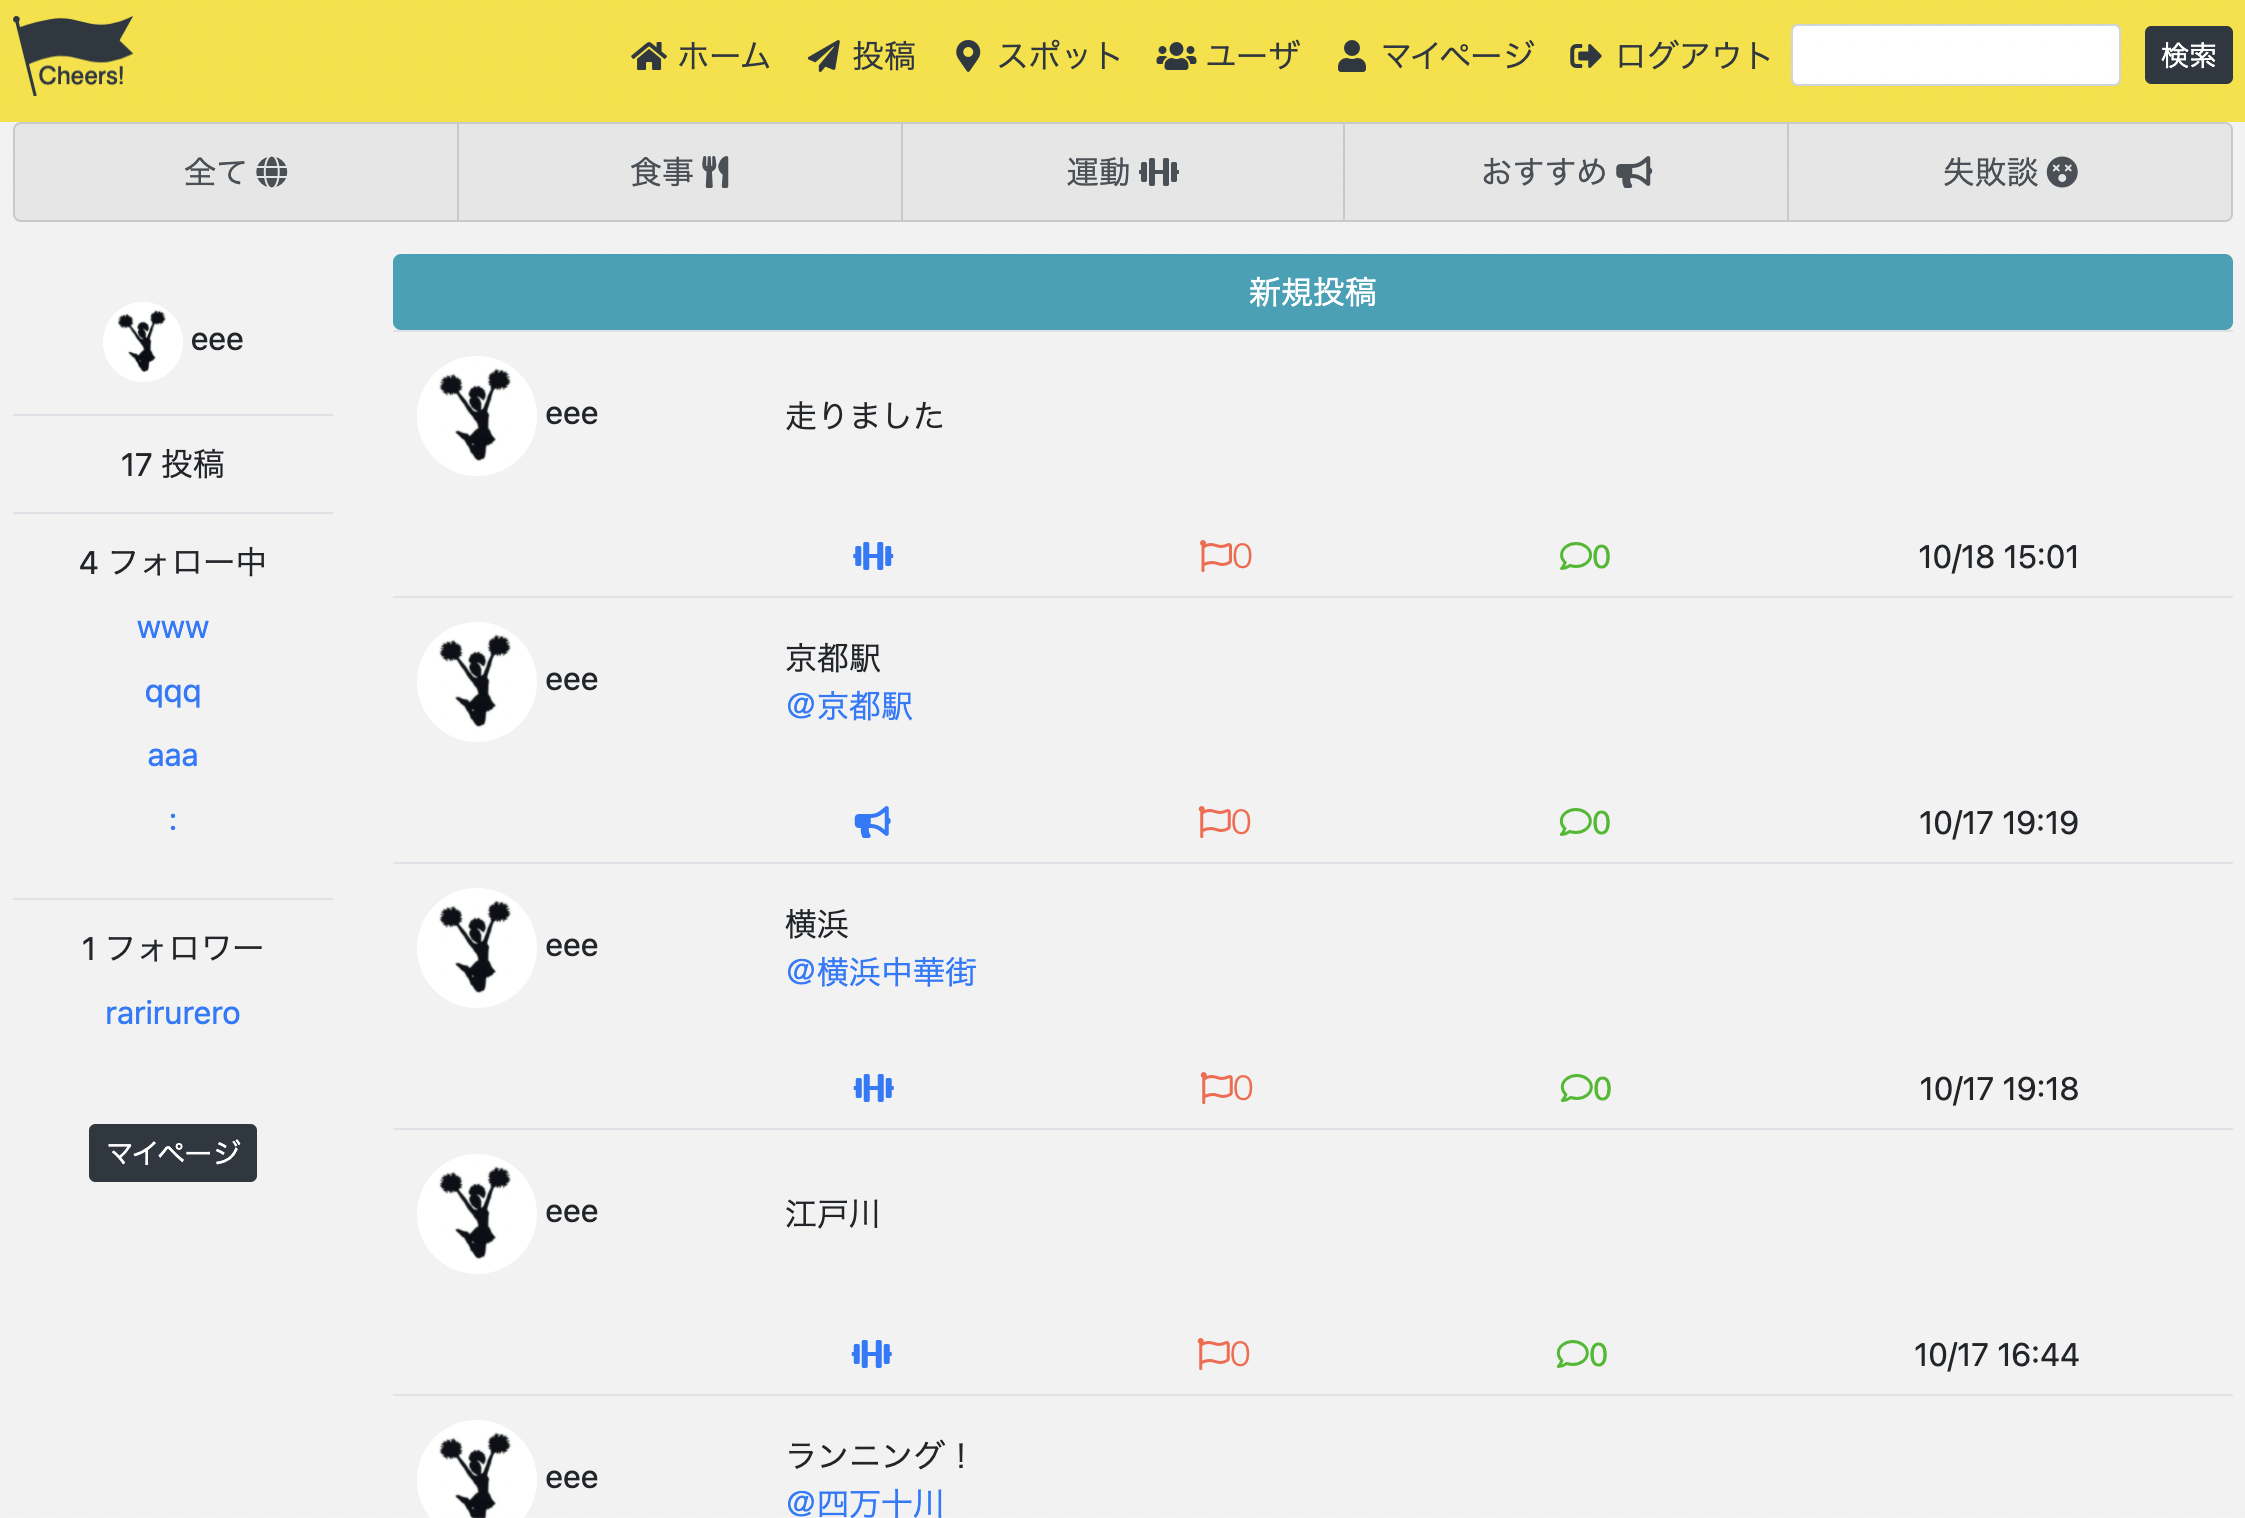 Cheers!
ホーム 投稿 スポット ユーザ マイページ ログアウト 検索
全て 食事 運動 おすすめ 失敗談
eee
17 投稿
4 フォロー中
www
qqq
aaa
:
1 フォロワー
rarirurero
マイページ
新規投稿
eee 走りました
0 0 10/18 15:01
eee 京都駅
@京都駅
0 0 10/17 19:19
eee 横浜
@横浜中華街
0 0 10/17 19:18
eee 江戸川
0 0 10/17 16:44
eee ランニング！
@四万十川